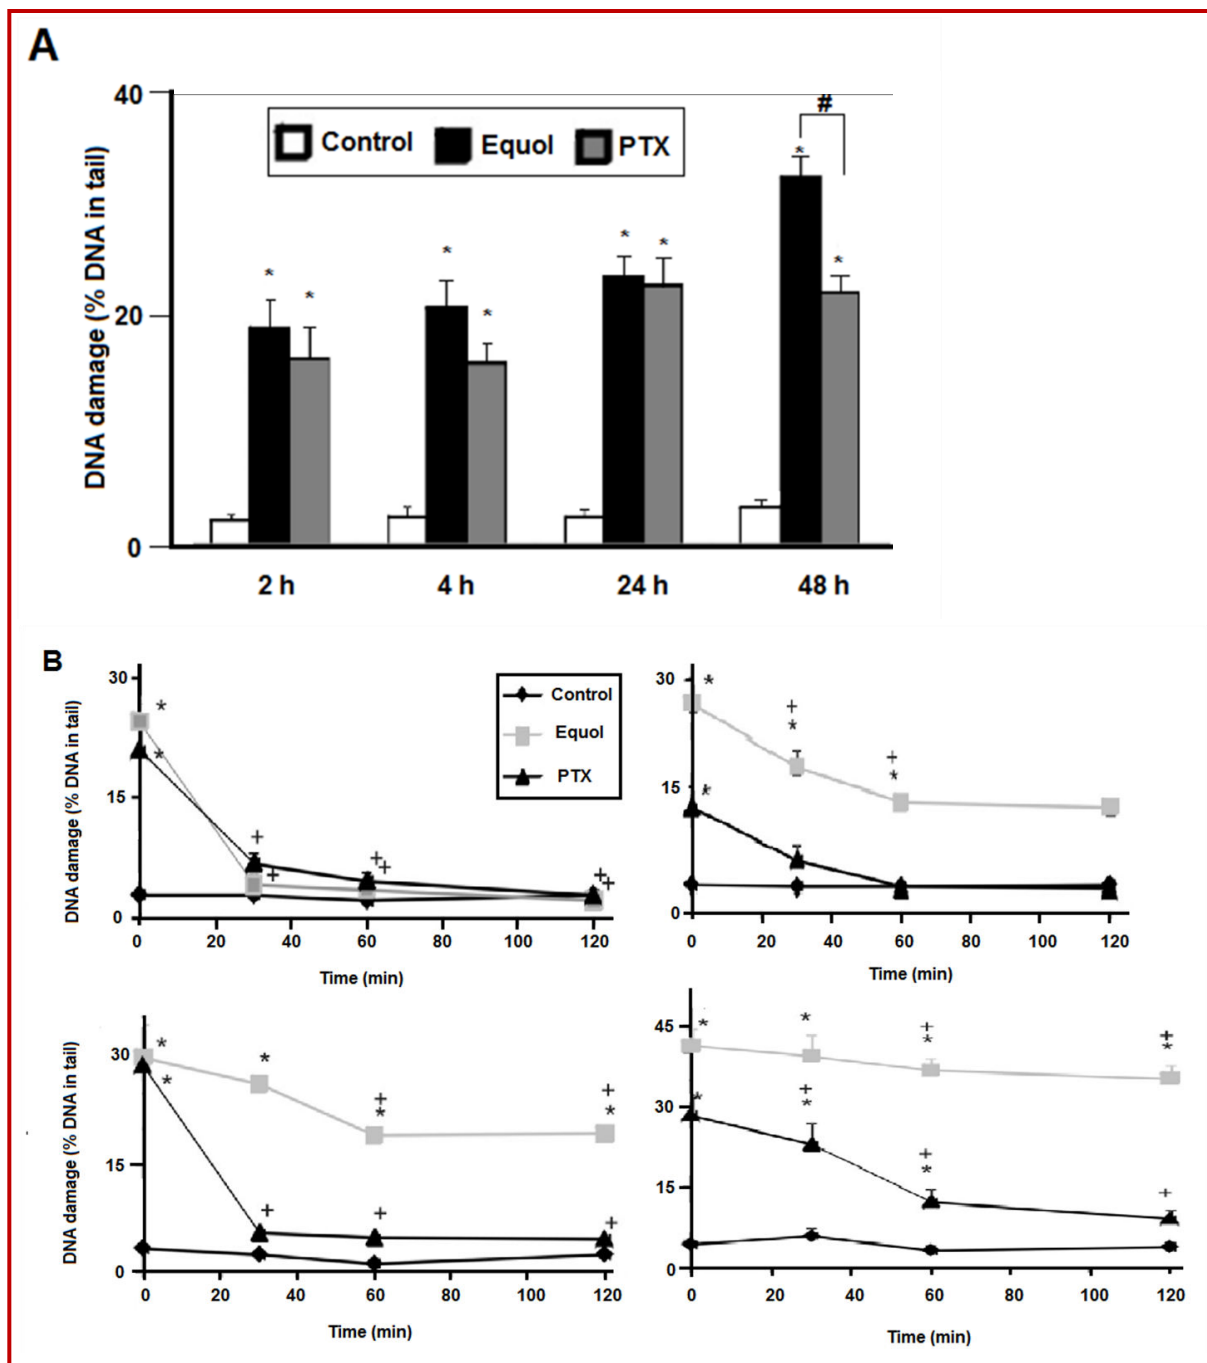 A
DNA damage (% DNA in tail)
40
20
0
Control Equol PTX
#
* * * * * * * *
2 h 4 h 24 h 48 h
B
DNA damage (% DNA in tail)
30
15
0
* *
+ + + + + +
0 20 40 60 80 100 120
Time (min)
Control
Equol
PTX
30
15
0
* + * + * *
0 20 40 60 80 100 120
Time (min)
DNA damage (% DNA in tail)
30
15
0
* * * + * + *
+ + +
0 20 40 60 80 100 120
Time (min)
45
30
15
0
* * + * + *
* + * + * +
0 20 40 60 80 100 120
Time (min)